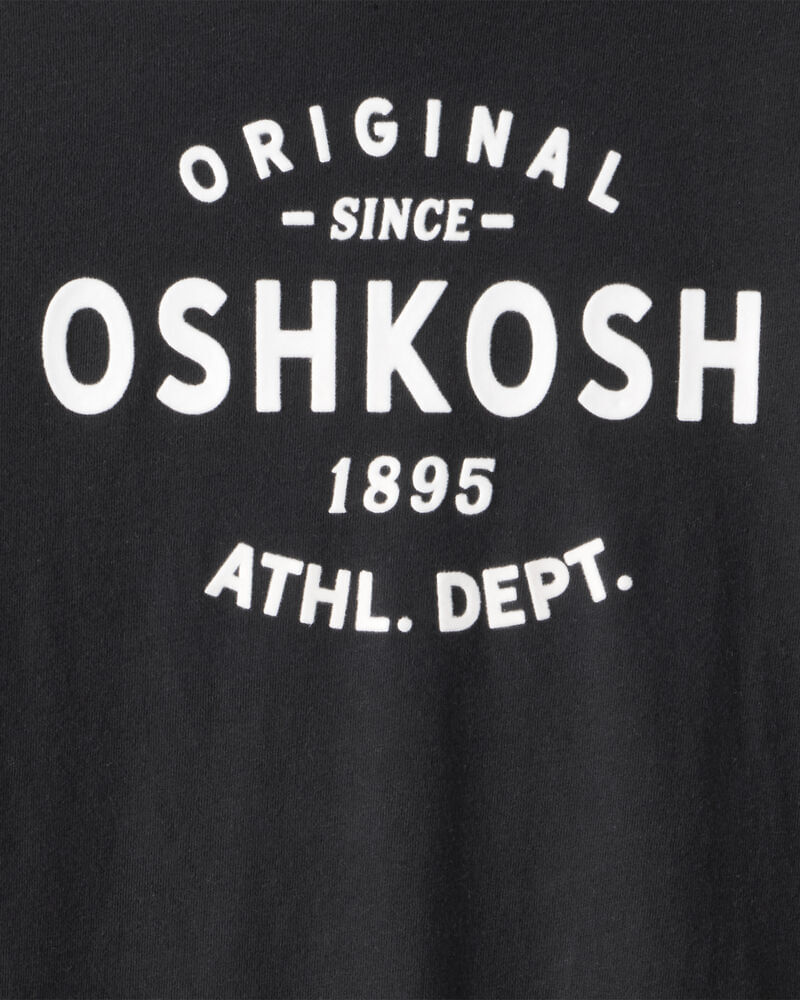 ORIGINAL
- SINCE -
OSHKOSH
1895
ATHL. DEPT.